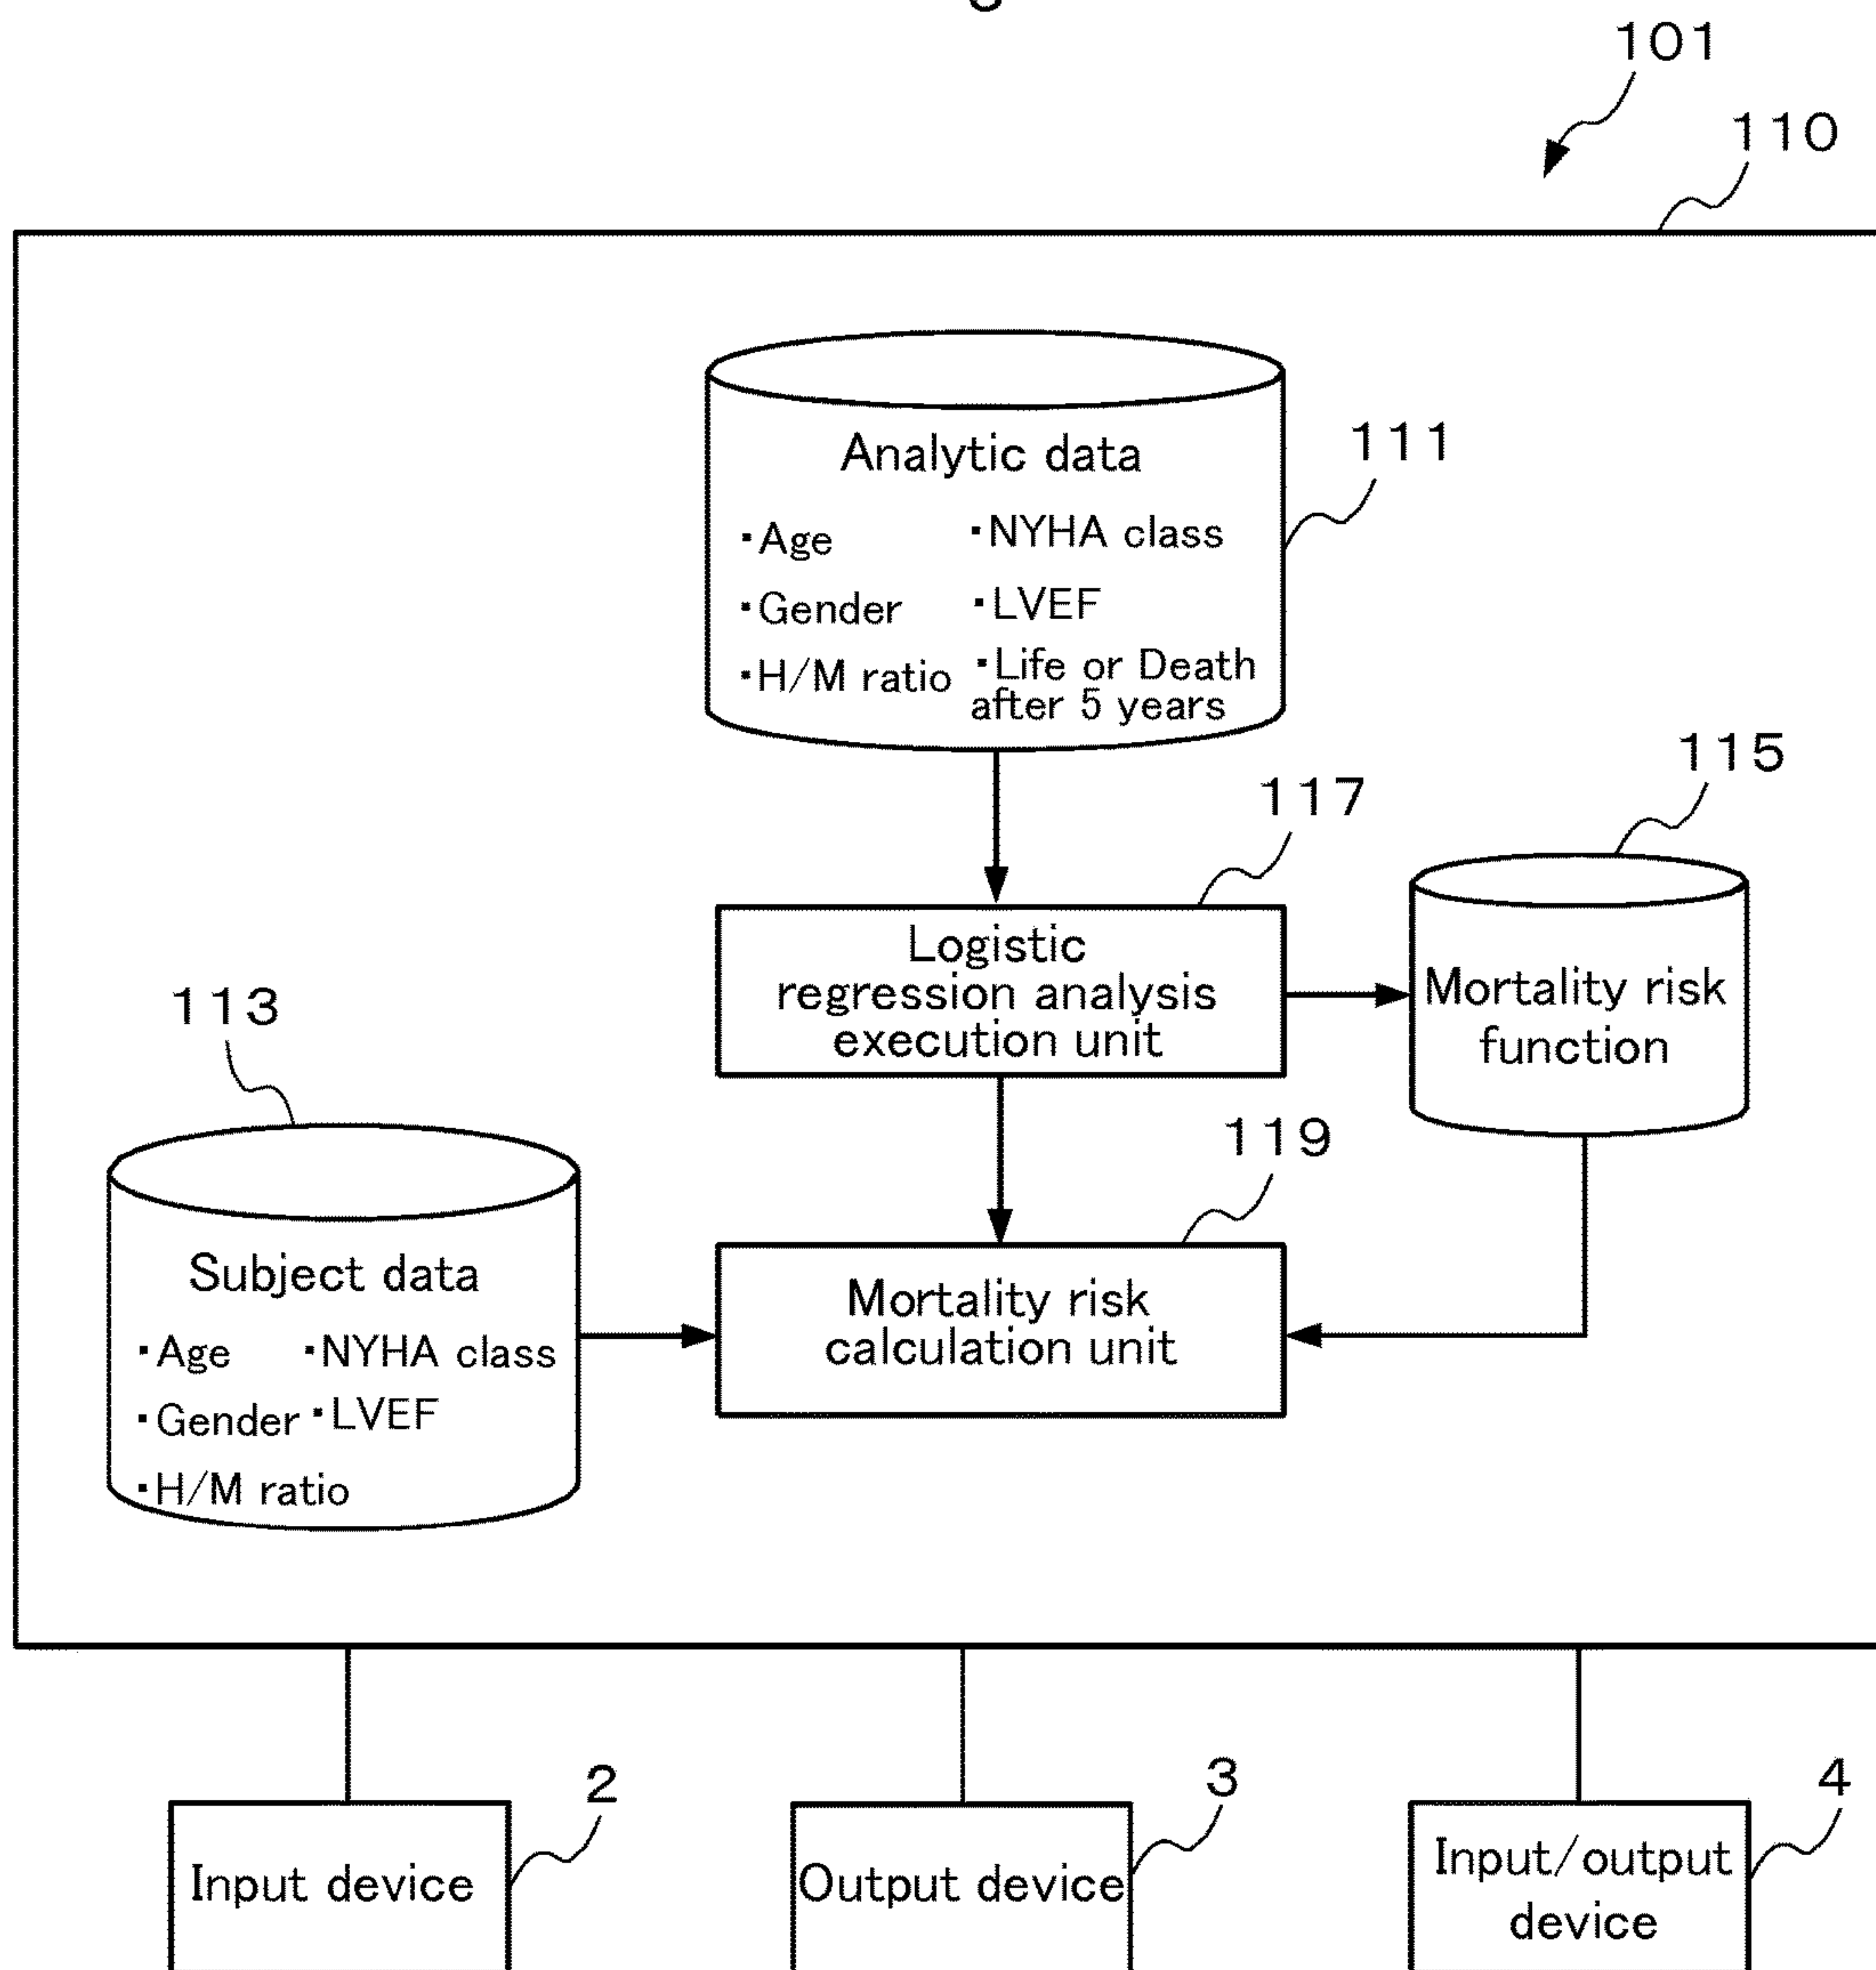 101
110
Analytic data
111
・Age ・NYHA class
・Gender ・LVEF
・H/M ratio ・Life or Death
after 5 years
115
117
Logistic
regression analysis
execution unit
Mortality risk
function
113
119
Subject data
・Age ・NYHA class
・Gender ・LVEF
・H/M ratio
Mortality risk
calculation unit
2
3
4
Input device
Output device
Input/output
device